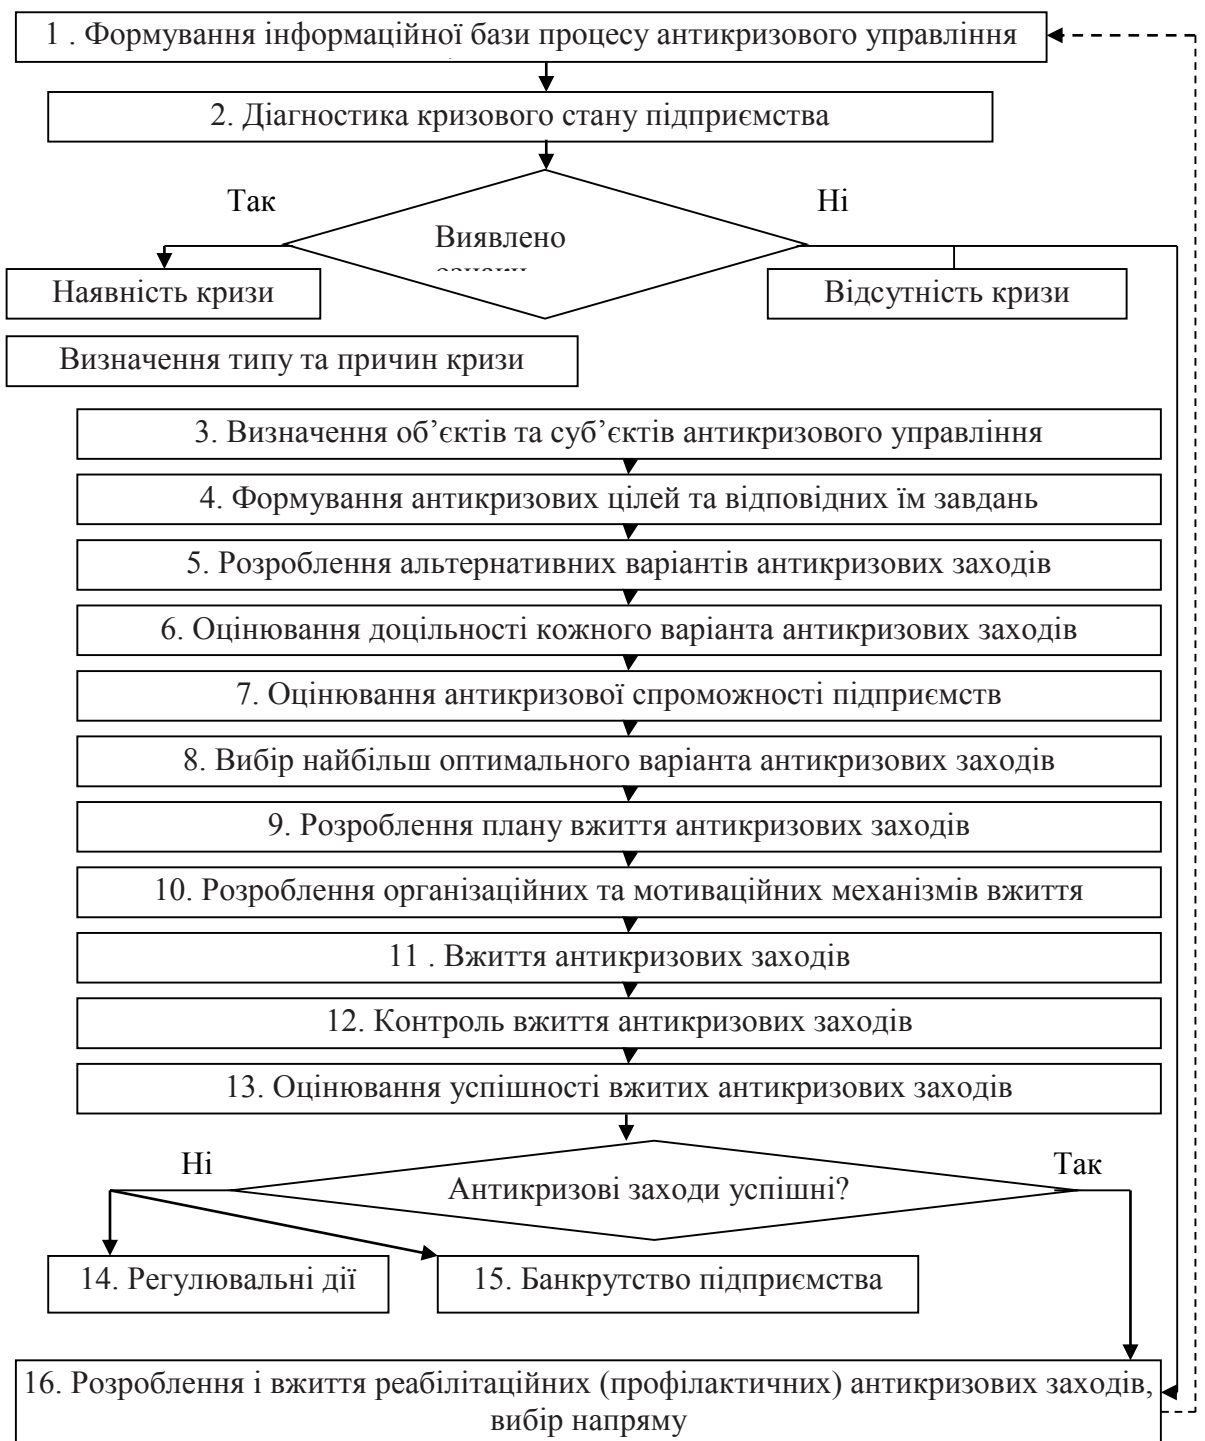 1 . Формування інформаційної бази процесу антикризового управління
2. Діагностика кризового стану підприємства
Так
Ні
Виявлено
Наявність кризи
Відсутність кризи
Визначення типу та причин кризи
3. Визначення об’єктів та суб’єктів антикризового управління
4. Формування антикризових цілей та відповідних їм завдань
5. Розроблення альтернативних варіантів антикризових заходів
6. Оцінювання доцільності кожного варіанта антикризових заходів
7. Оцінювання антикризової спроможності підприємств
8. Вибір найбільш оптимального варіанта антикризових заходів
9. Розроблення плану вжиття антикризових заходів
10. Розроблення організаційних та мотиваційних механізмів вжиття
11 . Вжиття антикризових заходів
12. Контроль вжиття антикризових заходів
13. Оцінювання успішності вжитих антикризових заходів
Ні
Так
Антикризові заходи успішні?
14. Регулювальні дії
15. Банкрутство підприємства
16. Розроблення і вжиття реабілітаційних (профілактичних) антикризових заходів,
вибір напряму